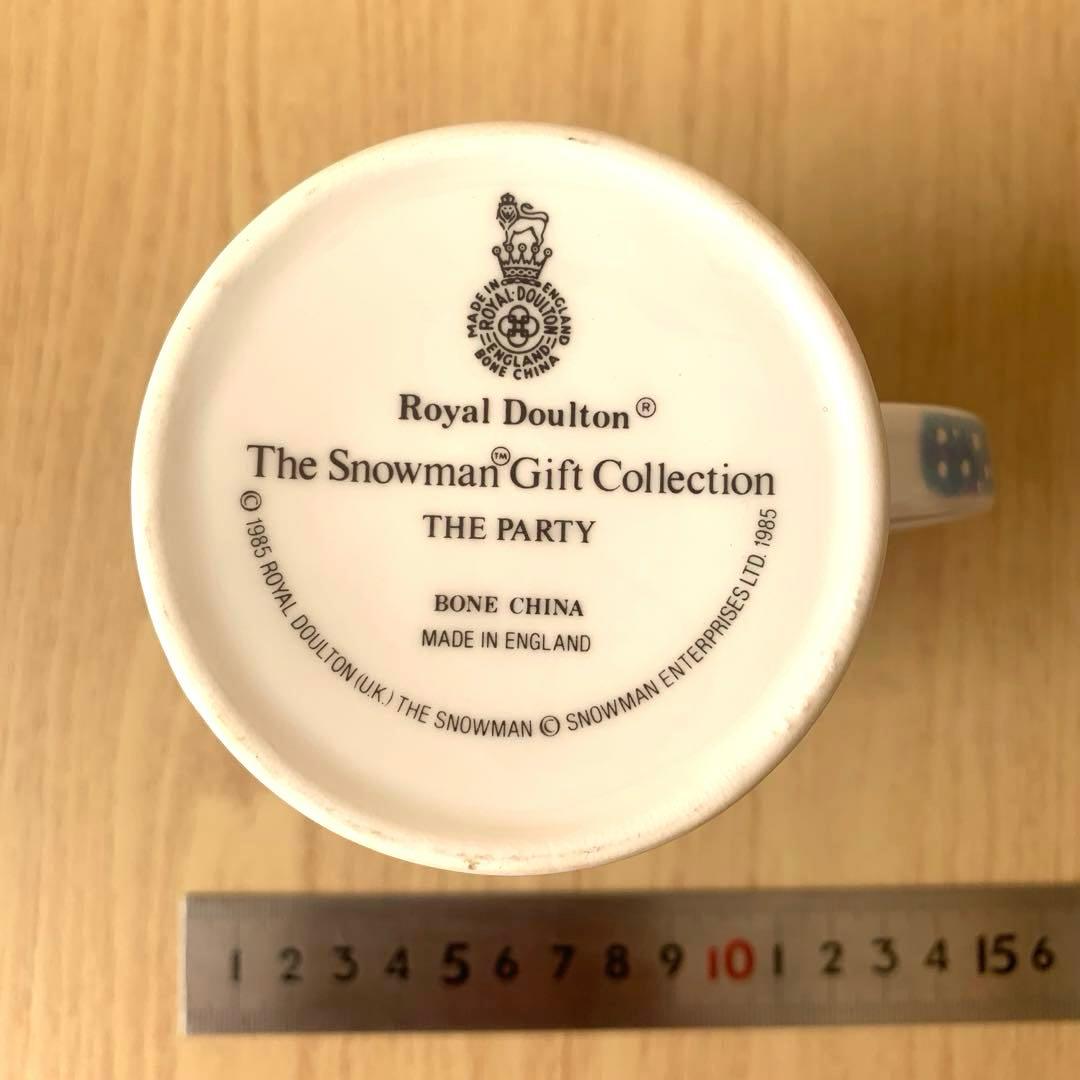 MADE IN ENGLAND
ROYAL·DOULTON
ENGLAND
BONE CHINA
Royal Doulton®
The Snowman™ Gift Collection
THE PARTY
BONE CHINA
MADE IN ENGLAND
© 1985 ROYAL DOULTON (U.K.) THE SNOWMAN © SNOWMAN ENTERPRISES LTD. 1985
1 2 3 4 5 6 7 8 9 10 1 2 3 4 15 6